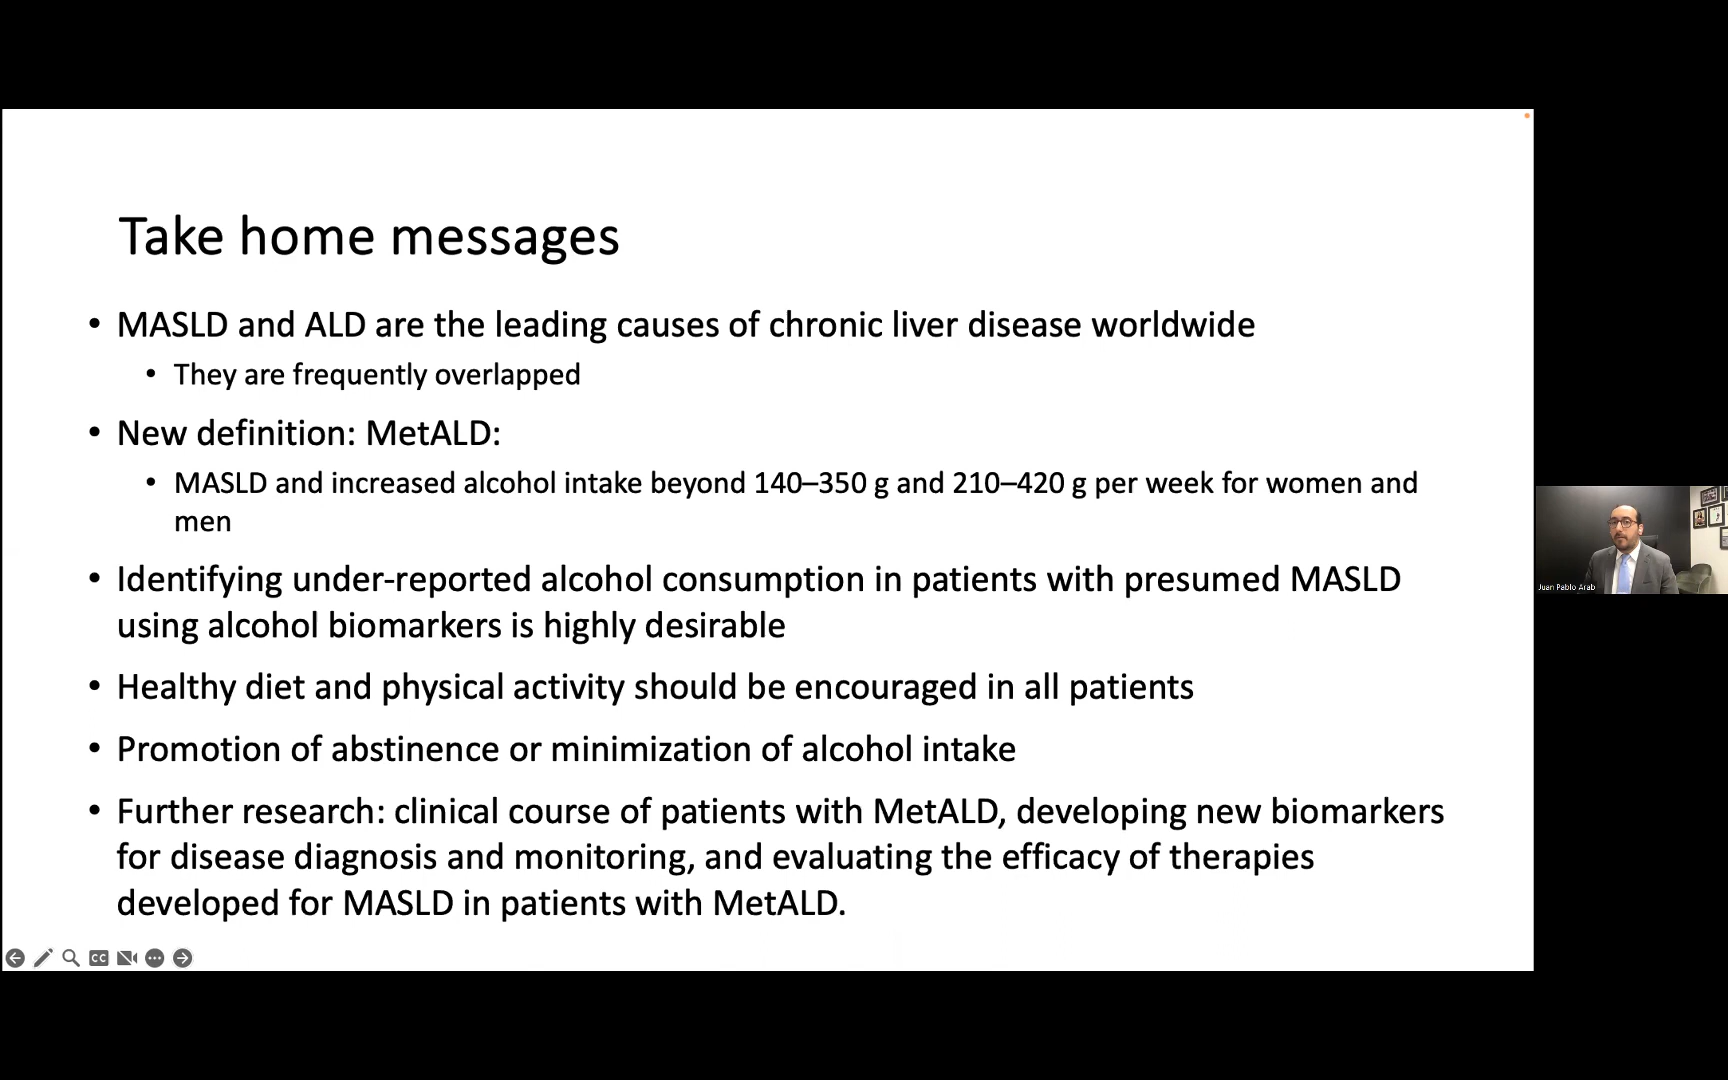 Take home messages
• MASLD and ALD are the leading causes of chronic liver disease worldwide
• They are frequently overlapped
• New definition: MetALD:
• MASLD and increased alcohol intake beyond 140–350 g and 210–420 g per week for women and
men
• Identifying under-reported alcohol consumption in patients with presumed MASLD
using alcohol biomarkers is highly desirable
• Healthy diet and physical activity should be encouraged in all patients
• Promotion of abstinence or minimization of alcohol intake
• Further research: clinical course of patients with MetALD, developing new biomarkers
for disease diagnosis and monitoring, and evaluating the efficacy of therapies
developed for MASLD in patients with MetALD.
CC
Juan Pablo Arab